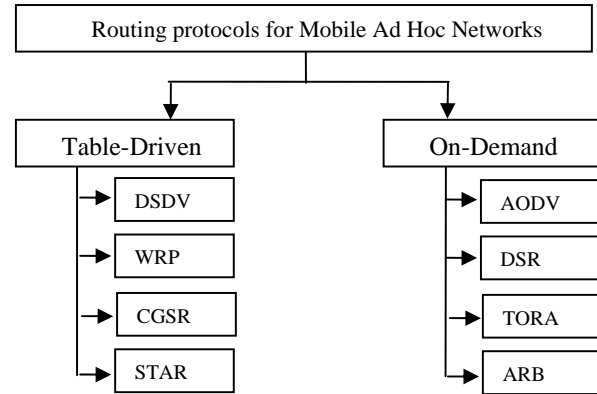 Routing protocols for Mobile Ad Hoc Networks
Table-Driven
DSDV
WRP
CGSR
STAR
On-Demand
AODV
DSR
TORA
ARB